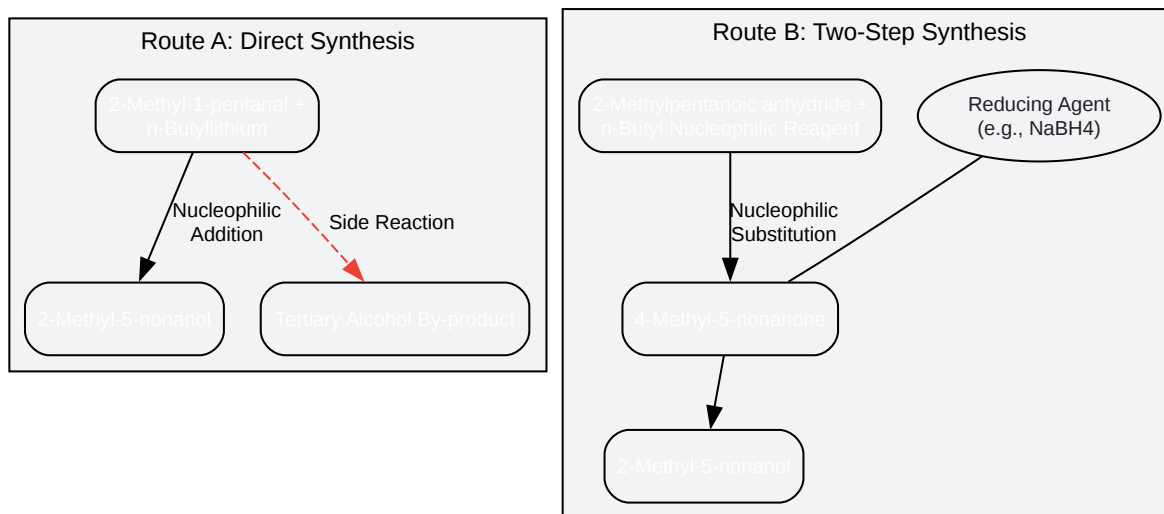 Route A: Direct Synthesis
2-Methyl-1-pentanal +
n-Butyllithium
Nucleophilic
Addition
Side Reaction
2-Methyl-5-nonanol
Tertiary Alcohol By-product
Route B: Two-Step Synthesis
2-Methylpentanoic anhydride +
n-Butyl Nucleophilic Reagent
Reducing Agent
(e.g., NaBH4)
Nucleophilic
Substitution
4-Methyl-5-nonanone
2-Methyl-5-nonanol